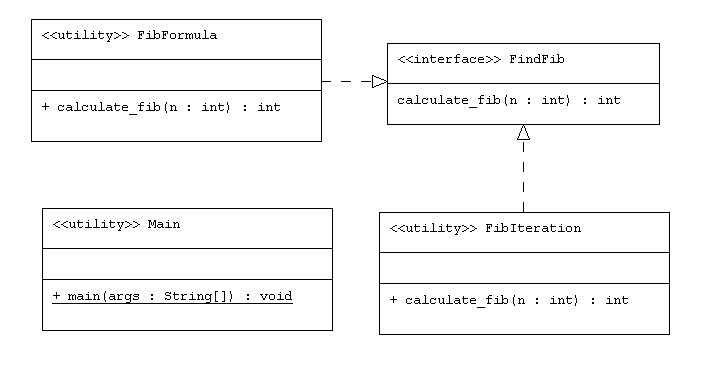 <<utility>> FibFormula
+ calculate_fib(n : int) : int
<<interface>> FindFib
calculate_fib(n : int) : int
<<utility>> Main
+ main(args : String[]) : void
<<utility>> FibIteration
+ calculate_fib(n : int) : int